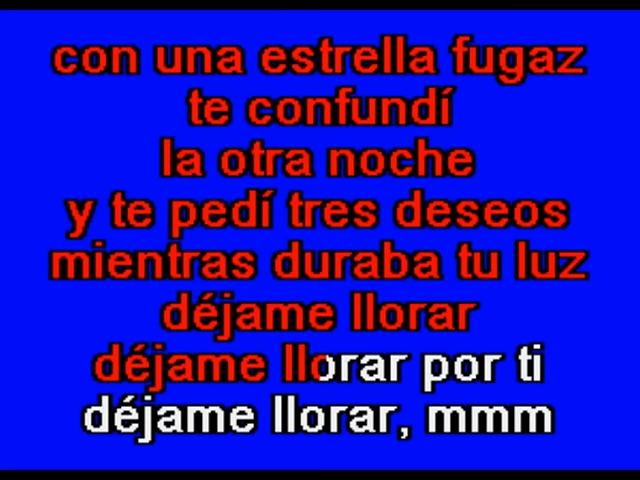 con una estrella fugaz
te confundí
la otra noche
y te pedí tres deseos
mientras duraba tu luz
déjame llorar
déjame llorar por ti
déjame llorar, mmm